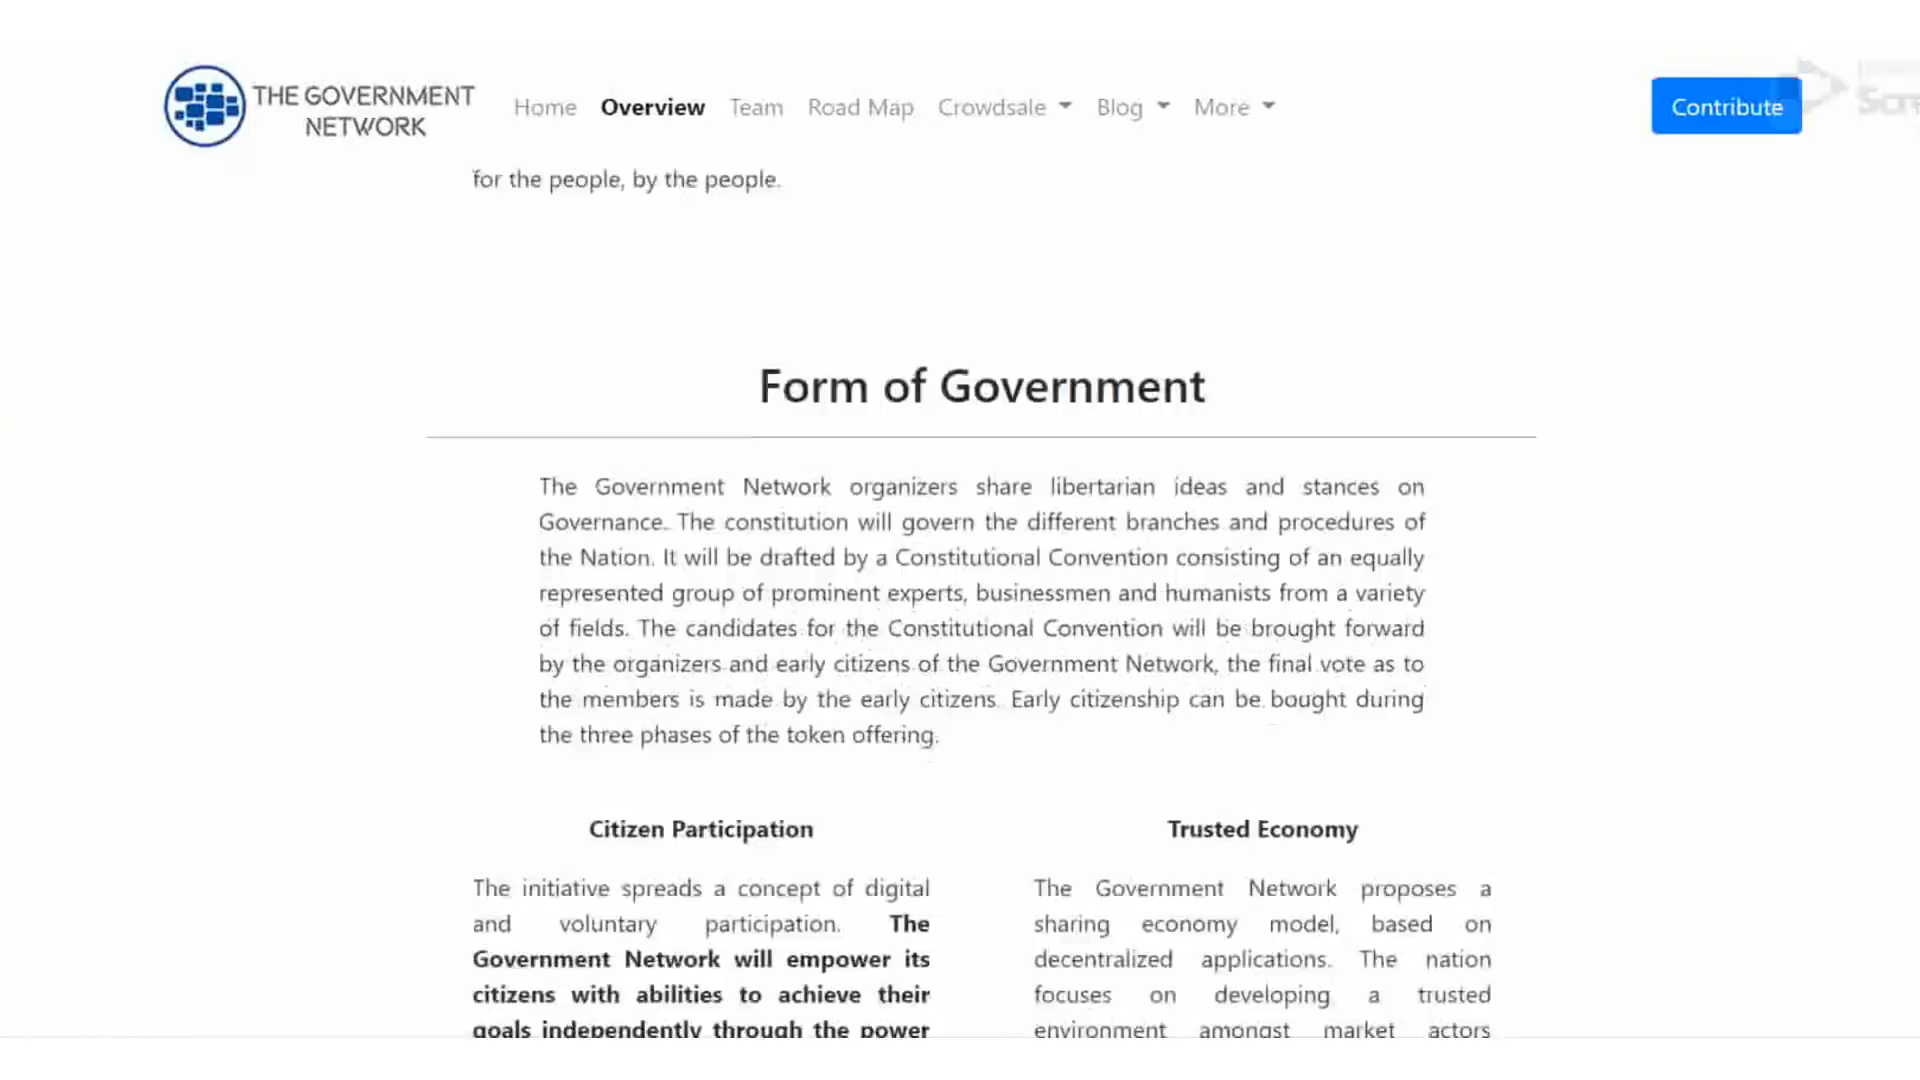 THE GOVERNMENT
NETWORK
Home Overview Team Road Map Crowdsale Blog More Contribute
for the people, by the people.
Form of Government
The Government Network organizers share libertarian ideas and stances on
Governance. The constitution will govern the different branches and procedures of
the Nation. It will be drafted by a Constitutional Convention consisting of an equally
represented group of prominent experts, businessmen and humanists from a variety
of fields. The candidates for the Constitutional Convention will be brought forward
by the organizers and early citizens of the Government Network, the final vote as to
the members is made by the early citizens. Early citizenship can be bought during
the three phases of the token offering.
Citizen Participation
The initiative spreads a concept of digital
and voluntary participation. The
Government Network will empower its
citizens with abilities to achieve their
goals independently through the power
Trusted Economy
The Government Network proposes a
sharing economy model, based on
decentralized applications. The nation
focuses on developing a trusted
environment amongst market actors